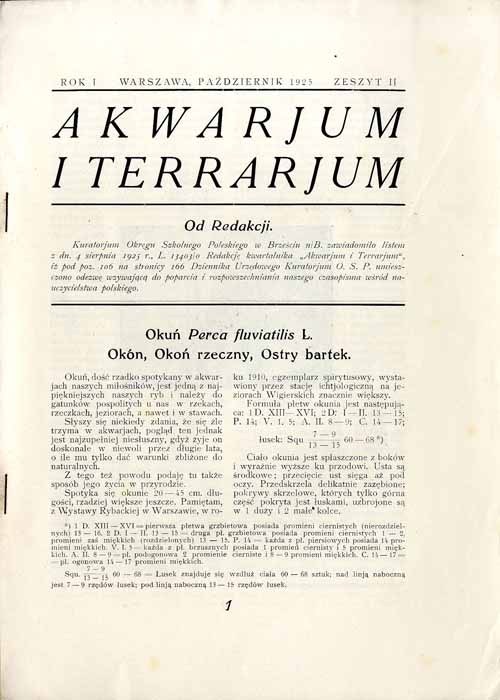 ROK I WARSZAWA, PAŹDZIERNIK 1925 ZESZYT II
AKWARJUM
I TERRARJUM
Od Redakcji.
Kuratorjum Okręgu Szkolnego Poleskiego w Brześciu n/B. zawiadomiło listem
z dn. 4 sierpnia 1925 r., L. 13403/0 Redakcję kwartalnika „Akwarjum i Terrarjum",
iż pod poz. 106 na stronicy 166 Dziennika Urzędowego Kuratorjum O. S. P. umiesz-
czono odezwę wzywającą do poparcia i rozpowszechniania naszego czasopisma wśród na-
uczycielstwa polskiego.
Okuń Perca fluviatilis L.
Okón, Okoń rzeczny, Ostry bartek.
Okuń, dość rzadko spotykany w akwar-
jach naszych miłośników, jest jedną z naj-
piękniejszych naszych ryb i należy do
gatunków pospolitych u nas w rzekach,
rzeczkach, jeziorach, a nawet i w stawach.
Słyszy się niekiedy zdania, że się źle
trzyma w akwarjach, pogląd ten jednak
jest najzupełniej niesłuszny, gdyż żyje on
doskonale w niewoli przez długie lata,
o ile mu tylko dać warunki zbliżone do
naturalnych.
Z tego też powodu podaję tu także
sposób jego życia w przyrodzie.
Spotyka się okunie 20—45 cm. dłu-
gości, rzadziej większe jeszcze. Pamiętam,
z Wystawy Rybackiej w Warszawie, w ro-
ku 1910, egzemplarz spirytusowy, wysta-
wiony przez stację ichtjologiczną na je-
ziorach Wigierskich znacznie większy.
Formuła płetw okunia jest następują-
ca: 1 D. XIII—XVI; 2 D: I—II. 13—15;
P. 14; V. I. 5; A. II. 8—9; C. 14—17;
7—9
łusek: Squ 60—68*).
13—15
Ciało okunia jest spłaszczone z boków
i wyraźnie wyższe ku przodowi. Usta są
środkowe; przecięcie ust sięga aż pod
oczy. Przedskrzela delikatnie zazębione;
pokrywy skrzelowe, których tylko górna
część pokryta jest łuskami, uzbrojone są
w 1 duży i 2 małe kolce.
*) 1 D. XIII—XVI—pierwsza płetwa grzbietowa posiada promieni ciernistych (nierozdziel-
nych) 13—16. 2 D. I—II. 13—15—druga pł. grzbietowa posiada promieni ciernistych 1—2,
promieni zaś miękkich (rozdzielonych) 13—15. P. 14—każda z pł. piersiowych posiada 14 pro-
mieni miękkich. V. I. 5—każda z pł. brzusznych posiada 1 promień ciernisty i 5 promieni mięk-
kich. A. II. 8—9—pł. podogonowa 2 promienie cierniste i 8—9 promieni miękkich. C. 14—17—
—pł. ogonowa 14—17 promieni miękkich.
7—9
Squ. 60—68—Łusek znajduje się wzdłuż ciała 60—68 sztuk; nad linją naboczną
13—15
jest 7—9 rzędów łusek; pod linją naboczną 13—15 rzędów łusek.
1